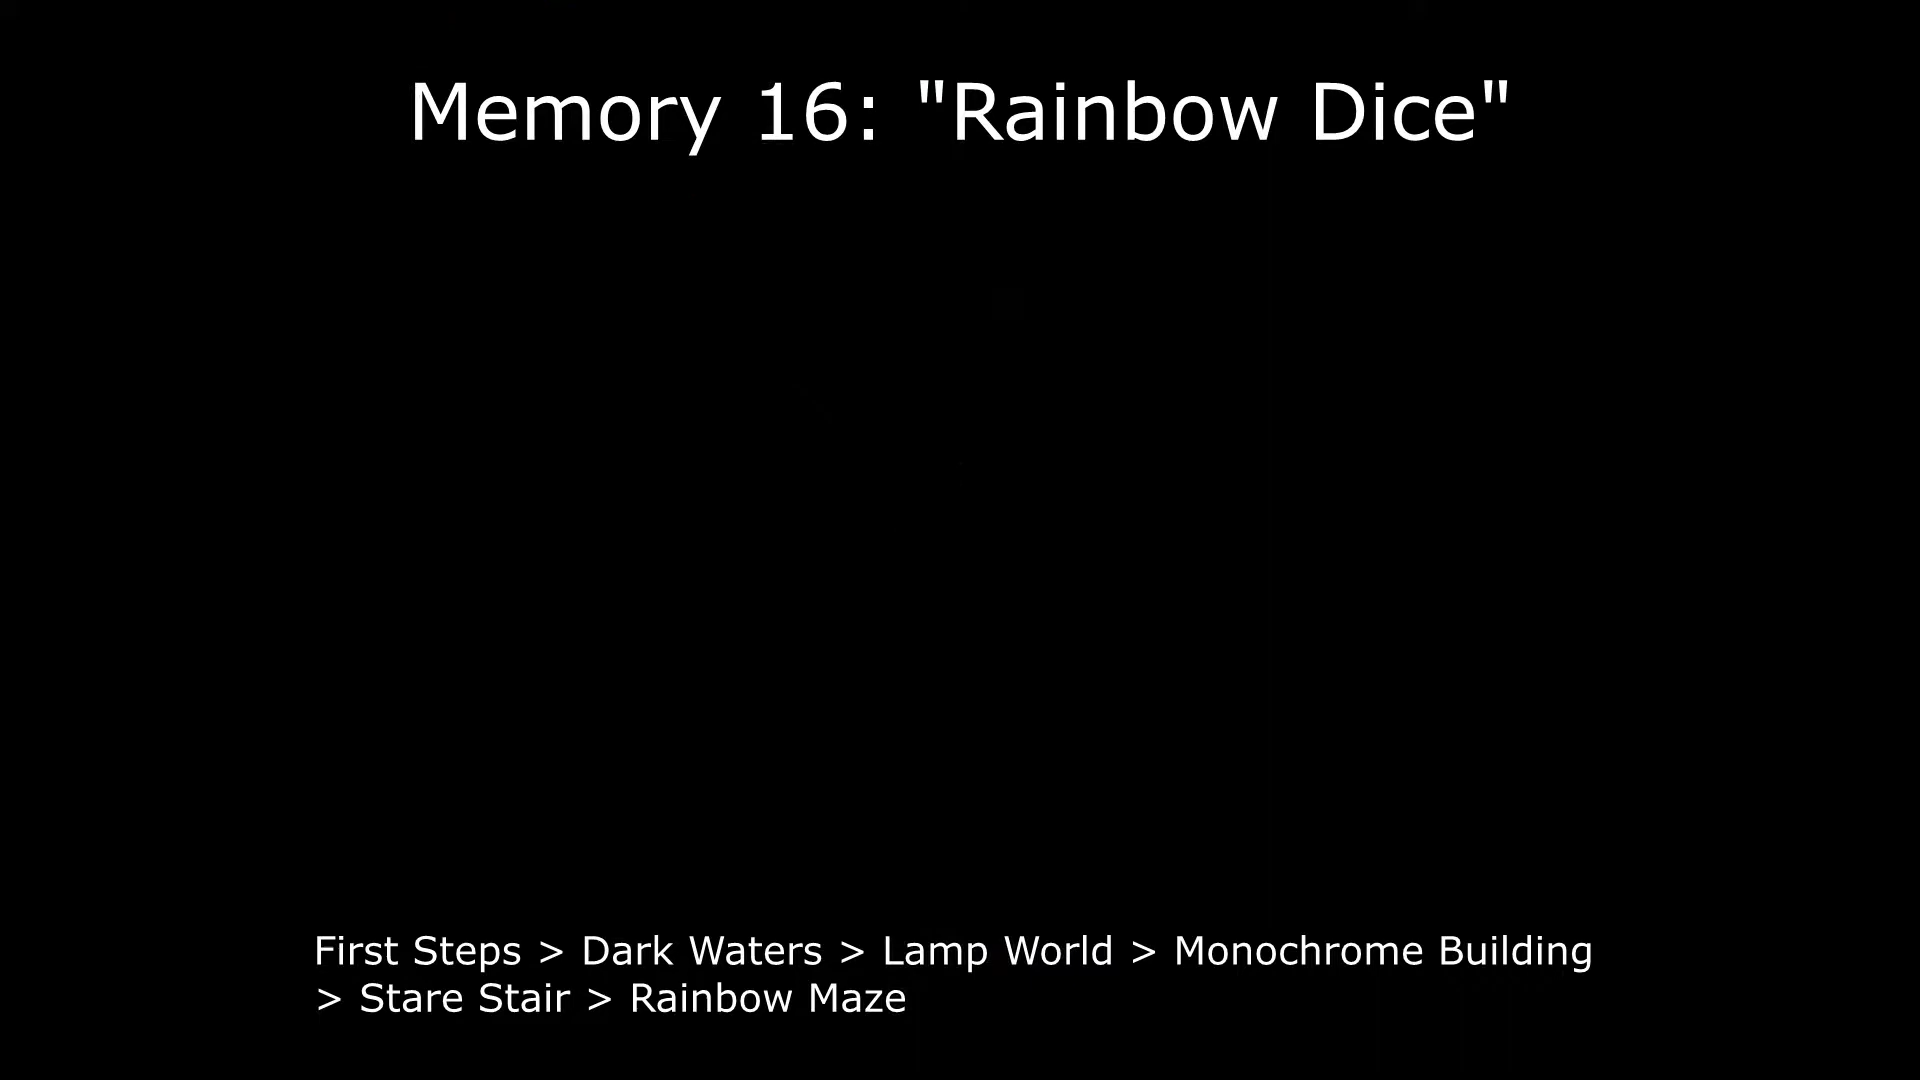 Memory 16: "Rainbow Dice"
First Steps > Dark Waters > Lamp World > Monochrome Building
> Stare Stair > Rainbow Maze